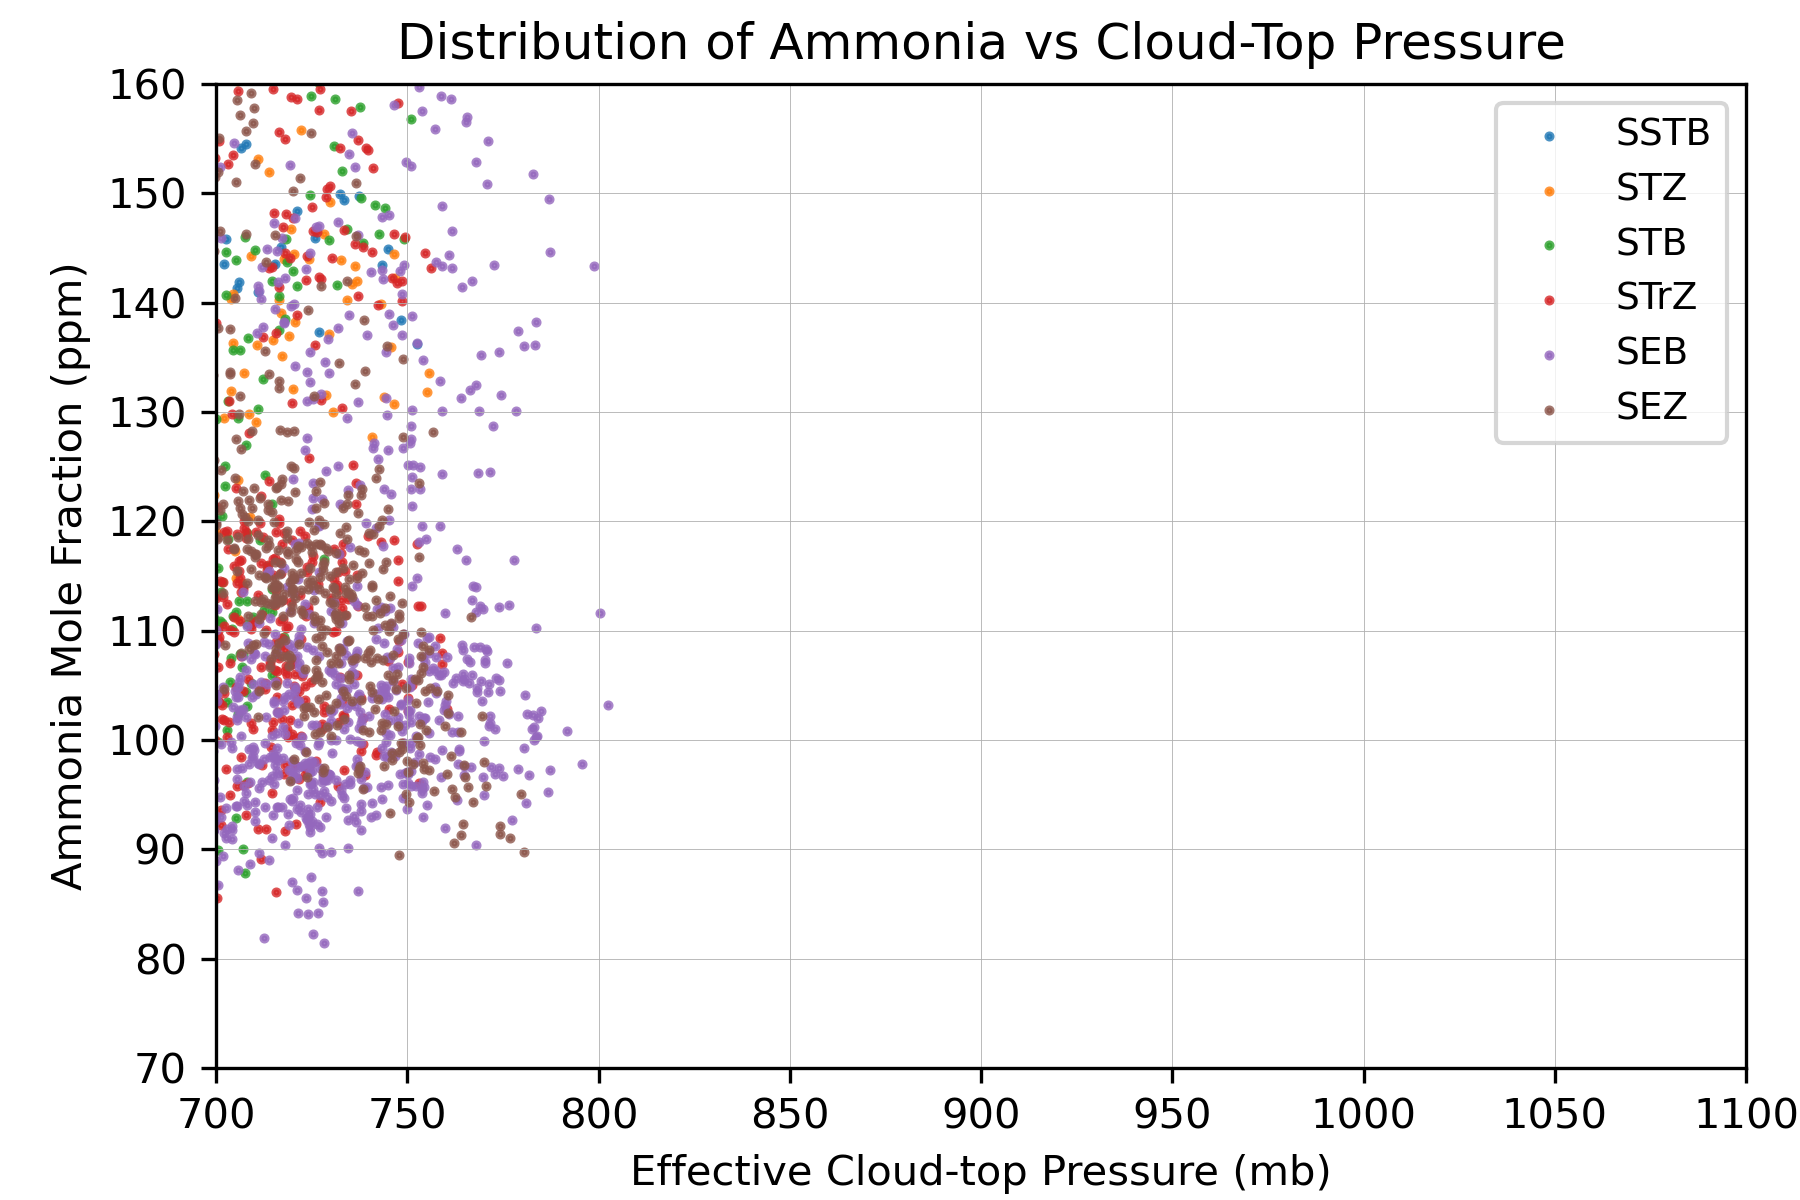 Distribution of Ammonia vs Cloud-Top Pressure
Ammonia Mole Fraction (ppm)
160
150
140
130
120
110
100
90
80
70
SSTB
STZ
STB
STrZ
SEB
SEZ
700 750 800 850 900 950 1000 1050 1100
Effective Cloud-top Pressure (mb)